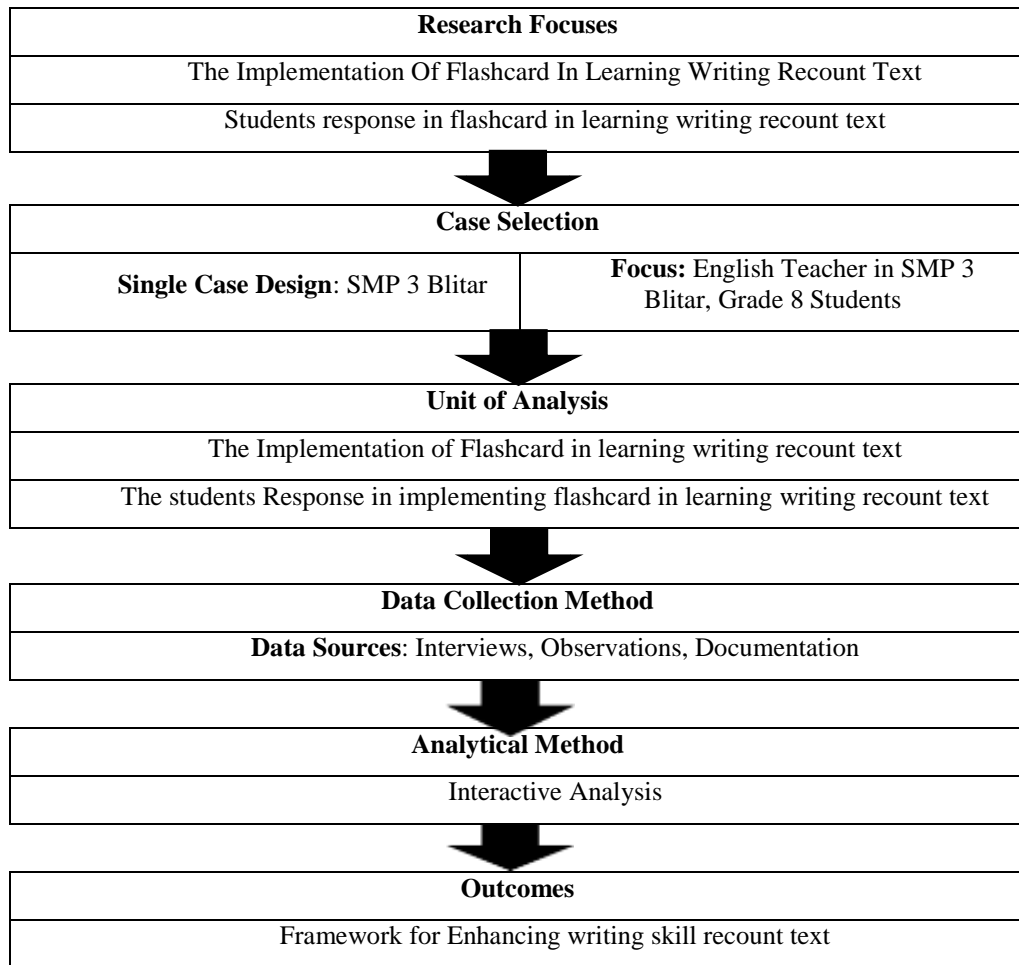 Research Focuses
The Implementation Of Flashcard In Learning Writing Recount Text
Students response in flashcard in learning writing recount text
Case Selection
Single Case Design: SMP 3 Blitar
Focus: English Teacher in SMP 3
Blitar, Grade 8 Students
Unit of Analysis
The Implementation of Flashcard in learning writing recount text
The students Response in implementing flashcard in learning writing recount text
Data Collection Method
Data Sources: Interviews, Observations, Documentation
Analytical Method
Interactive Analysis
Outcomes
Framework for Enhancing writing skill recount text